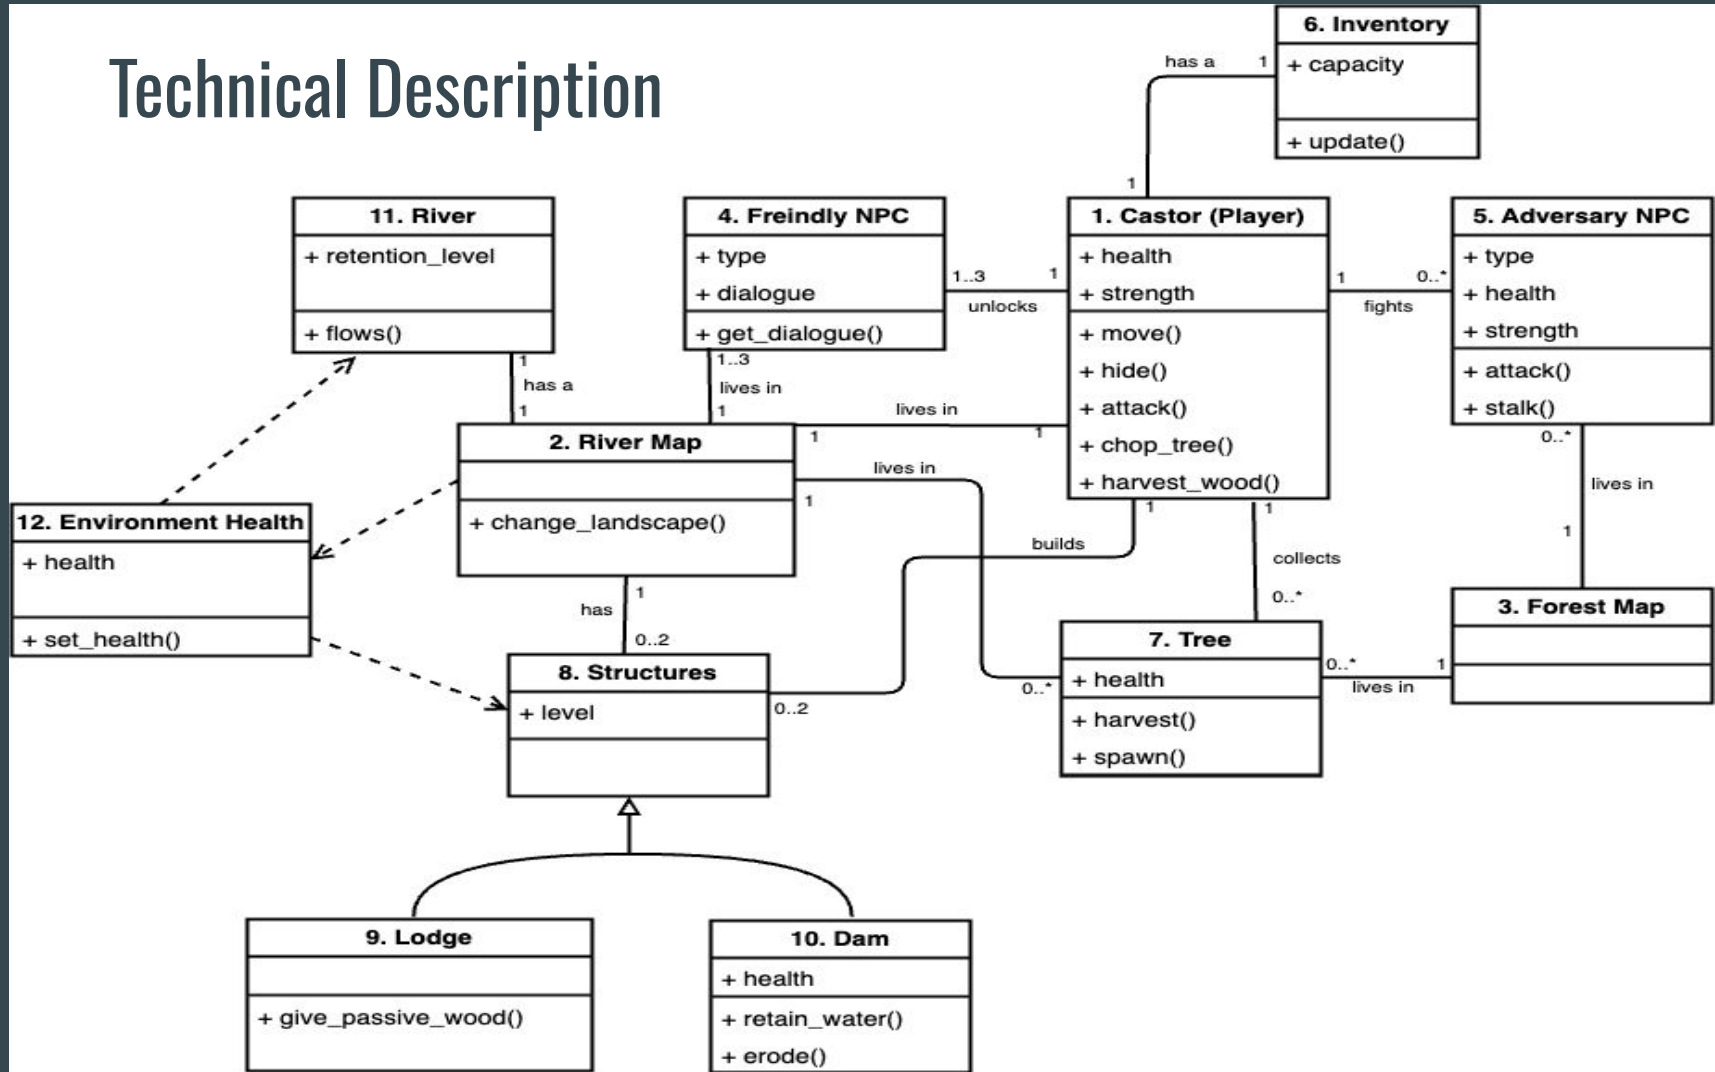 Technical Description
6. Inventory
+ capacity
+ update()
has a
1
1
11. River
+ retention_level
+ flows()
4. Freindly NPC
+ type
+ dialogue
+ get_dialogue()
1..3
1
unlocks
1. Castor (Player)
+ health
+ strength
+ move()
+ hide()
+ attack()
+ chop_tree()
+ harvest_wood()
1
0..*
fights
5. Adversary NPC
+ type
+ health
+ strength
+ attack()
+ stalk()
1
has a
1
1..3
lives in
1
lives in
1
1
0..*
lives in
1
2. River Map
+ change_landscape()
lives in
1
0..*
12. Environment Health
+ health
+ set_health()
1
builds
0..2
1
collects
0..*
1
has
0..2
8. Structures
+ level
7. Tree
+ health
+ harvest()
+ spawn()
0..*
1
lives in
3. Forest Map
9. Lodge
+ give_passive_wood()
10. Dam
+ health
+ retain_water()
+ erode()